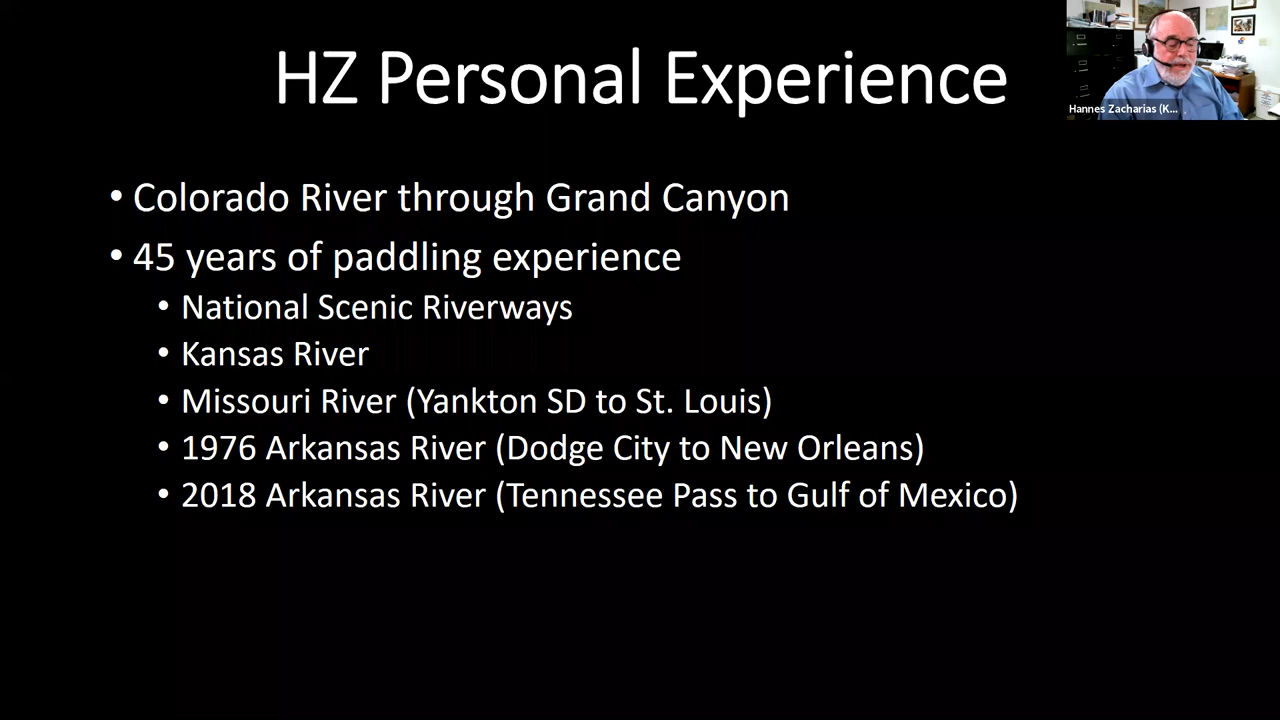 HZ Personal Experience
Hannes Zacharias (K...
• Colorado River through Grand Canyon
• 45 years of paddling experience
• National Scenic Riverways
• Kansas River
• Missouri River (Yankton SD to St. Louis)
• 1976 Arkansas River (Dodge City to New Orleans)
• 2018 Arkansas River (Tennessee Pass to Gulf of Mexico)